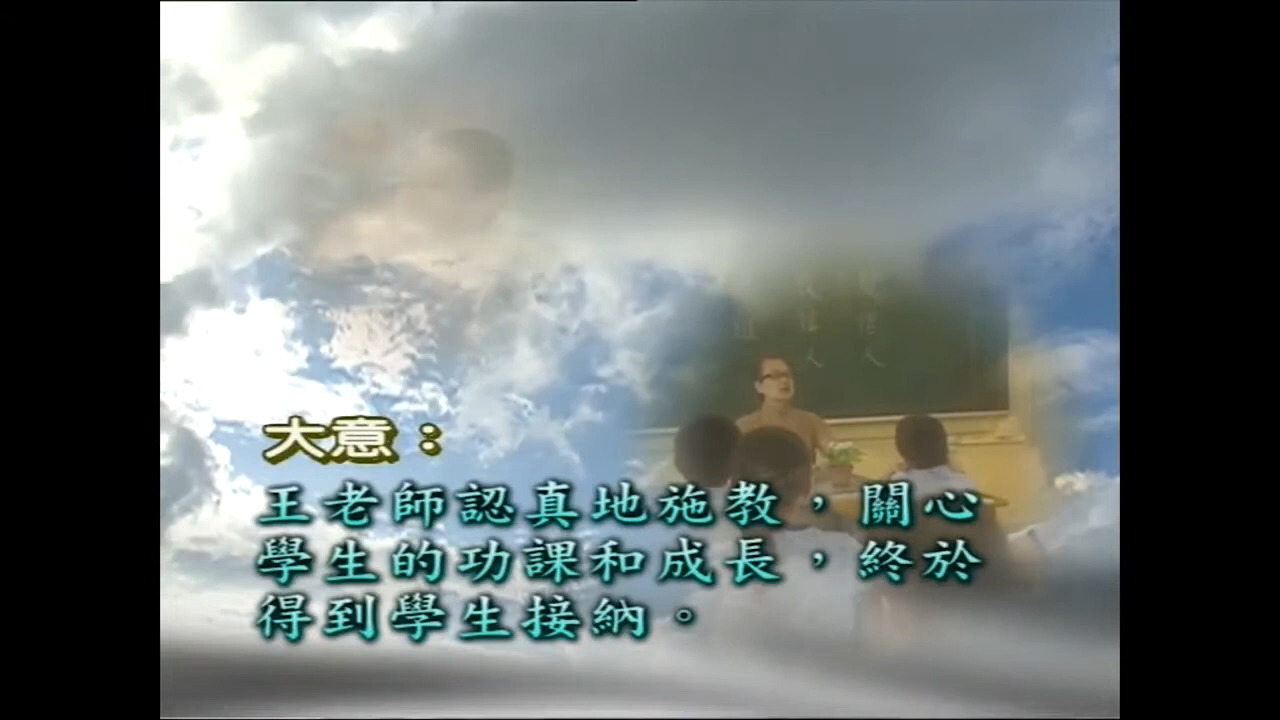 大意：
王老師認真地施教，關心
學生的功課和成長，終於
得到學生接納。